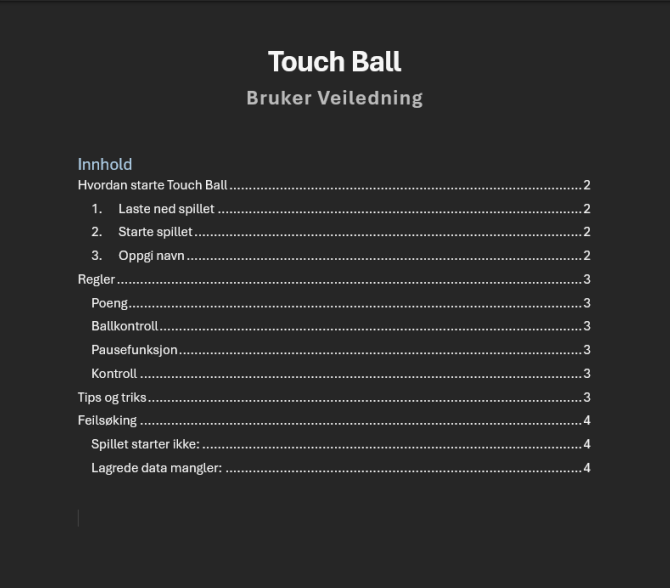 Touch Ball
Bruker Veiledning
Innhold
Hvordan starte Touch Ball 2
1. Laste ned spillet 2
2. Starte spillet 2
3. Oppgi navn 2
Regler 3
Poeng 3
Ballkontroll 3
Pausefunksjon 3
Kontroll 3
Tips og triks 3
Feilsøking 4
Spillet starter ikke: 4
Lagrede data mangler: 4